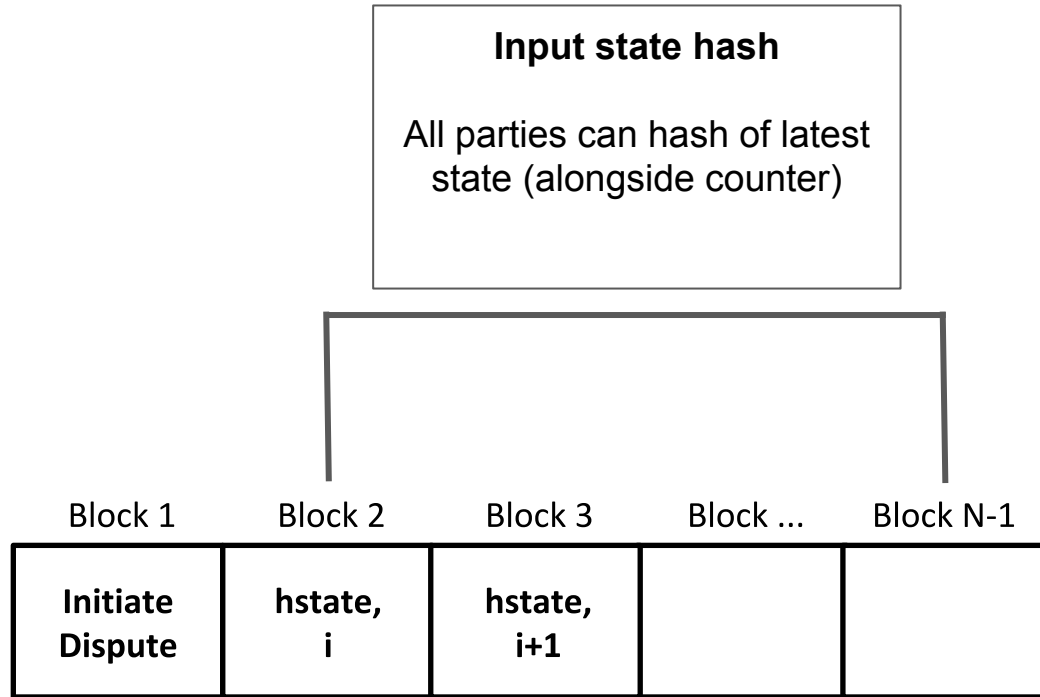 Input state hash
All parties can hash of latest
state (alongside counter)
Block 1 Block 2 Block 3 Block ... Block N-1
Initiate Dispute
hstate, i
hstate, i+1